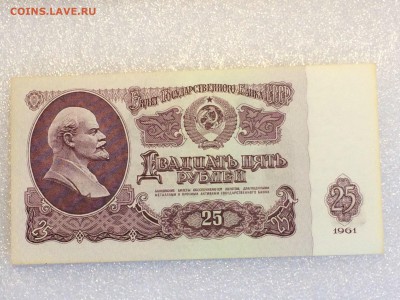 COINS.LAVE.RU
Билет Государственного Банка СССР
Двадцать пять
рублей
25
25
1961